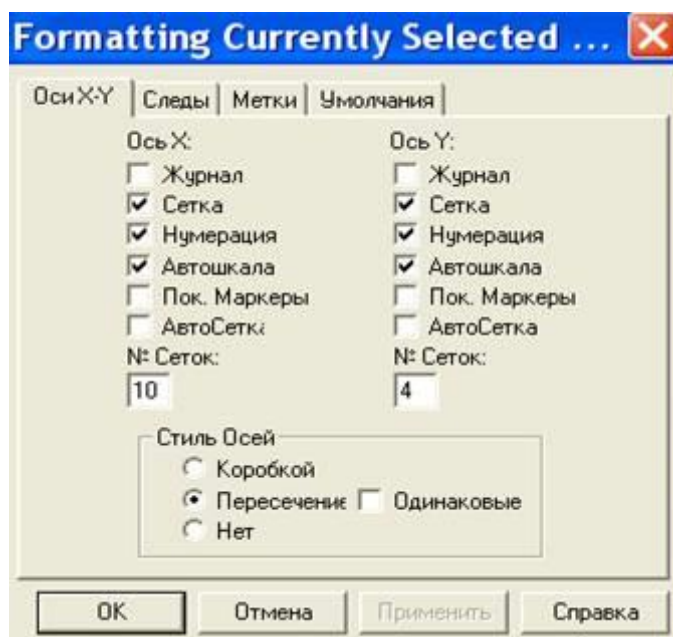 Formatting Currently Selected ...
Оси X-Y Следы Метки Умолчания
Ось X: Ось Y:
Журнал Журнал
Сетка Сетка
Нумерация Нумерация
Автошкала Автошкала
Пок. Маркеры Пок. Маркеры
АвтоСетка АвтоСетка
№ Сеток: № Сеток:
10 4
Стиль Осей
Коробкой
Пересечение Одинаковые
Нет
OK Отмена Применить Справка